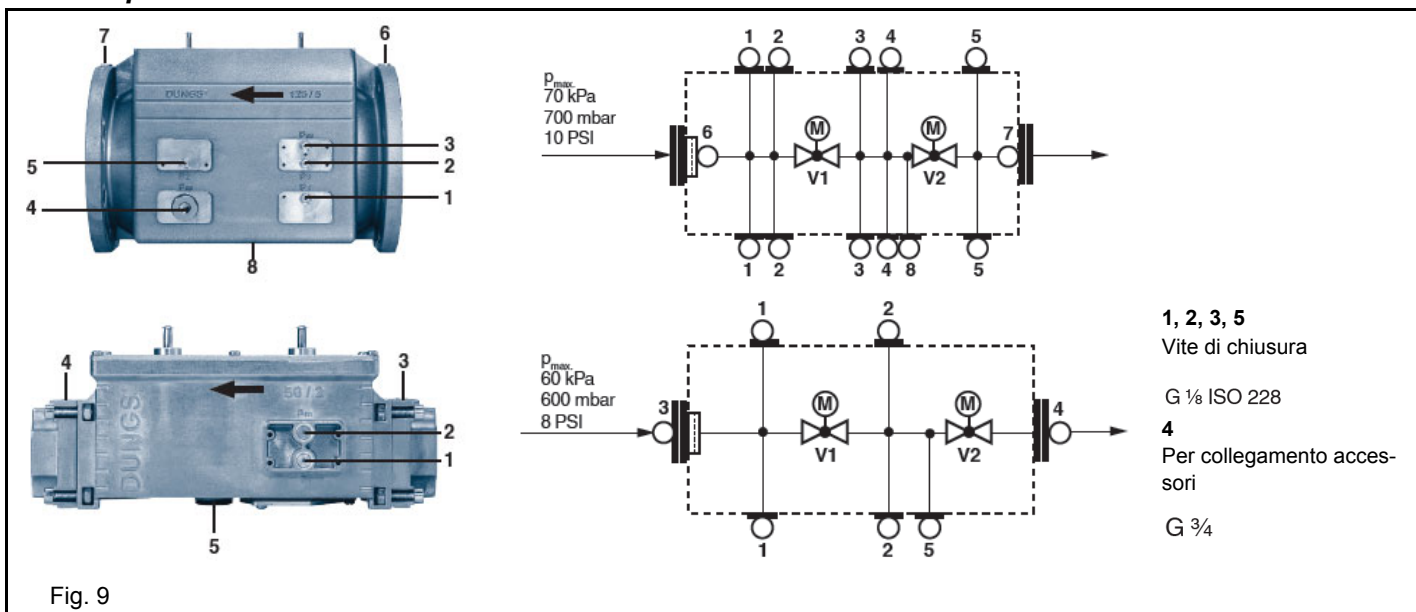 7
6
DUNGS
125/5
3
2
5
4
1
8
1 2 3 4 5
Pmax.
70 kPa
700 mbar
10 PSI
6
M
M
7
V1
V2
1 2 3 4 8 5
4
3
50/2
DUNGS
2
1
5
1 2
Pmax.
60 kPa
600 mbar
8 PSI
3
M
M
4
V1
V2
1 2 5
1, 2, 3, 5
Vite di chiusura
G ⅛ ISO 228
4
Per collegamento acces-
sori
G ¾
Fig. 9